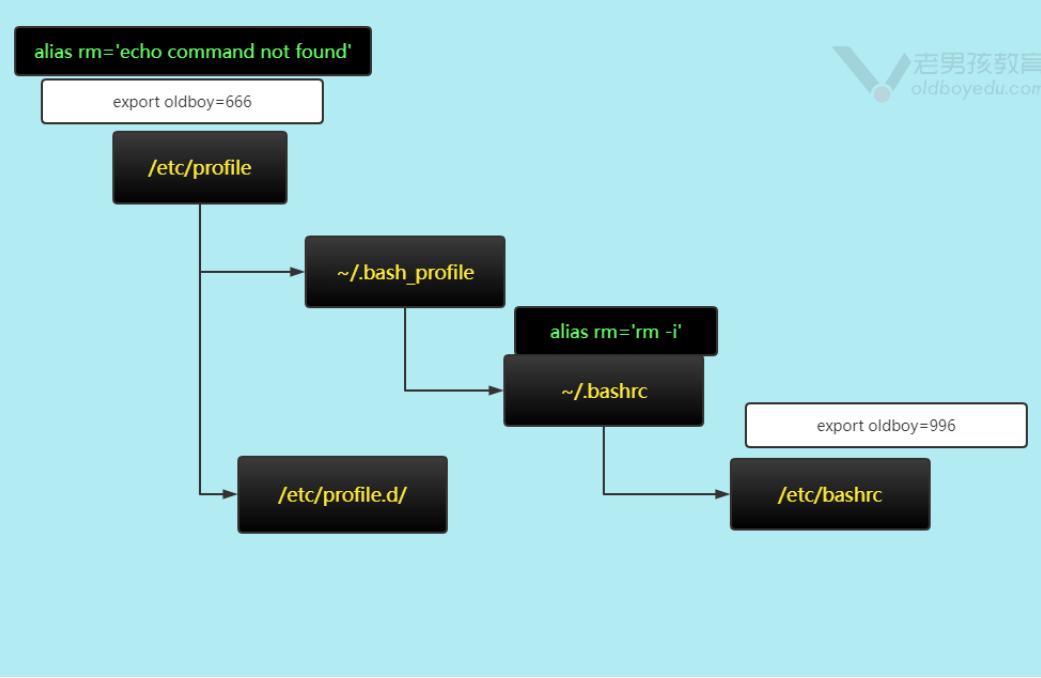 alias rm='echo command not found'
export oldboy=666
/etc/profile
老男孩教育
oldboyedu.com
~/.bash_profile
alias rm='rm -i'
~/.bashrc
export oldboy=996
/etc/profile.d/
/etc/bashrc